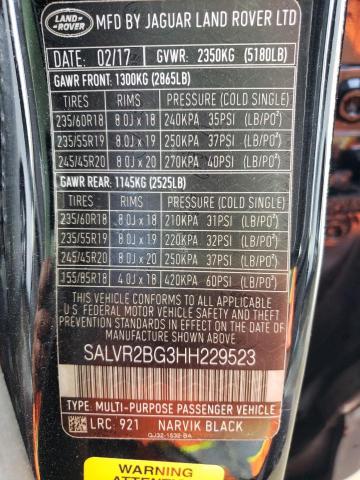 LAND ROVER MFD BY JAGUAR LAND ROVER LTD
DATE: 02/17 GVWR: 2350KG (5180LB)
GAWR FRONT: 1300KG (2865LB)
TIRES RIMS PRESSURE (COLD SINGLE)
235/60R18 8.0J x 18 240KPA 35PSI (LB/PO²)
235/55R19 8.0J x 19 250KPA 37PSI (LB/PO²)
245/45R20 8.0J x 20 270KPA 40PSI (LB/PO²)
GAWR REAR: 1145KG (2525LB)
TIRES RIMS PRESSURE (COLD SINGLE)
235/60R18 8.0J x 18 210KPA 31PSI (LB/PO²)
235/55R19 8.0J x 19 220KPA 32PSI (LB/PO²)
245/45R20 8.0J x 20 250KPA 37PSI (LB/PO²)
155/85R18 4.0J x 18 420KPA 60PSI (LB/PO²)
THIS VEHICLE CONFORMS TO ALL APPLICABLE
FEDERAL MOTOR VEHICLE SAFETY
THEFT PREVENTION STANDARDS IN EFFECT ON THE
DATE OF MANUFACTURE SHOWN ABOVE
SALVR2BG3HH229523
TYPE: MULTI-PURPOSE PASSENGER VEHICLE
LRC: 921 NARVIK BLACK
GJ32-1532-BA
WARNING